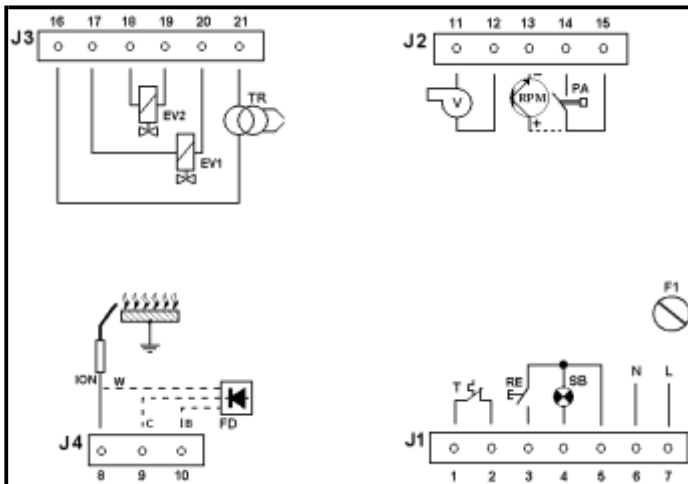 16 17 18 19 20 21
J3
TR
EV2
EV1
11 12 13 14 15
J2
V
RPM
−
+
PA
ION
W
C
B
FD
J4
8 9 10
F1
T
RE
SB
N
L
J1
1 2 3 4 5 6 7